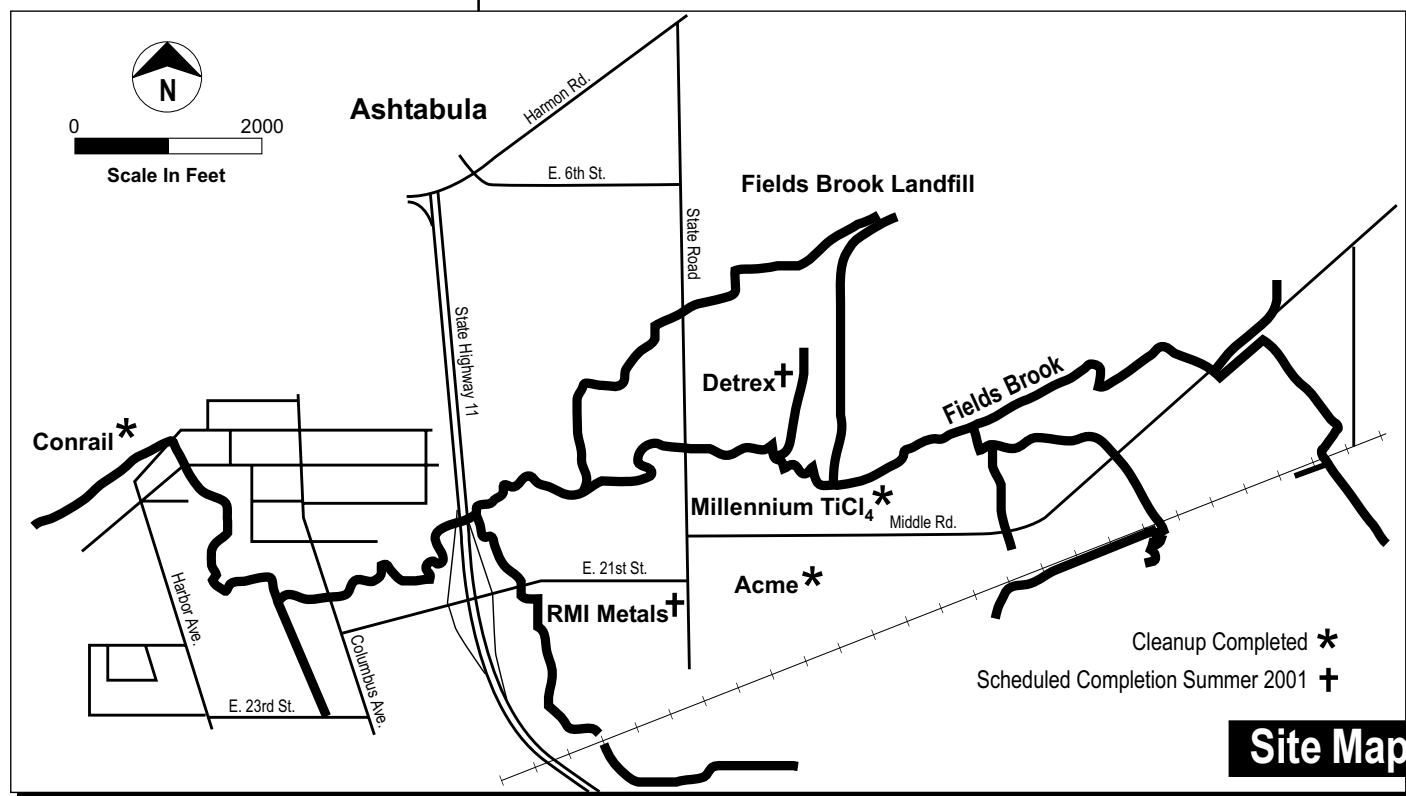 N
0 2000
Scale In Feet
Ashtabula
Harmon Rd.
E. 6th St.
Fields Brook Landfill
State Road
State Highway 11
Detrex†
Fields Brook
Conrail*
Millennium TiCl₄*
Middle Rd.
E. 21st St.
Acme*
RMI Metals†
Harbor Ave.
Columbus Ave.
E. 23rd St.
Cleanup Completed *
Scheduled Completion Summer 2001 †
Site Map